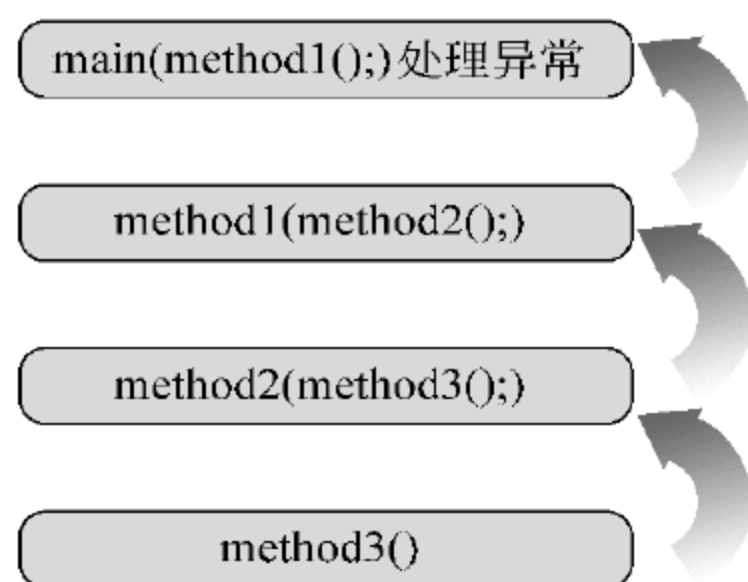 main(method1();)处理异常
method1(method2();)
method2(method3();)
method3()